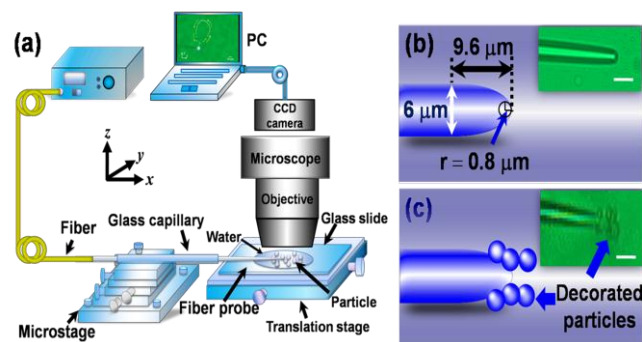 (a)
PC
CCD
camera
Microscope
Objective
z
y
x
Glass capillary
Fiber
Water
Glass slide
Microstage
Fiber probe
Particle
Translation stage
(b)
9.6 μm
6 μm
r = 0.8 μm
(c)
Decorated
particles